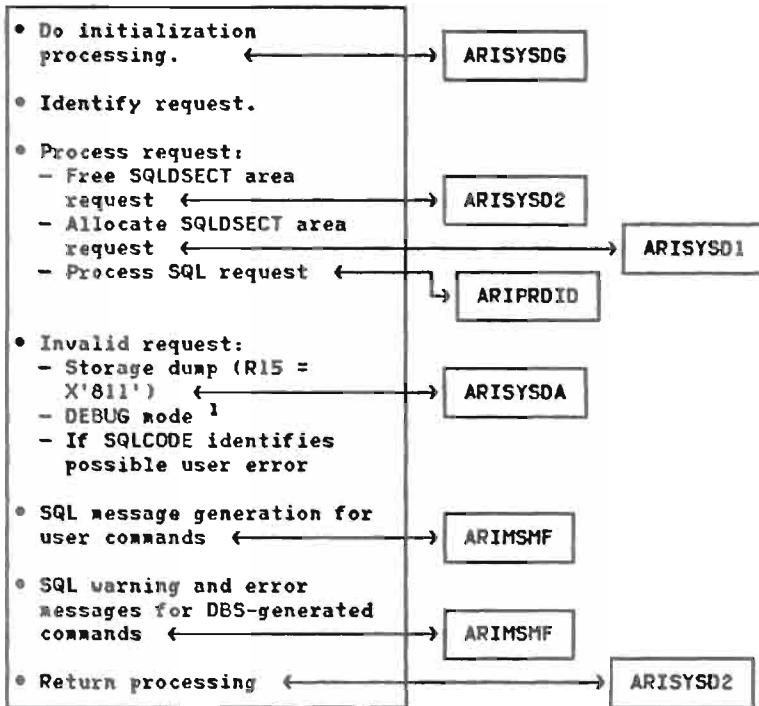 • Do initialization
processing. ARISYSDG
• Identify request.
• Process request:
– Free SQLDSECT area
request ARISYSD2
– Allocate SQLDSECT area
request ARISYSD1
– Process SQL request
ARIPRDID
• Invalid request:
– Storage dump (R15 =
X'811') ARISYSDA
– DEBUG mode 1
– If SQLCODE identifies
possible user error
• SQL message generation for
user commands ARIMSMF
• SQL warning and error
messages for DBS-generated
commands ARIMSMF
• Return processing ARISYSD2